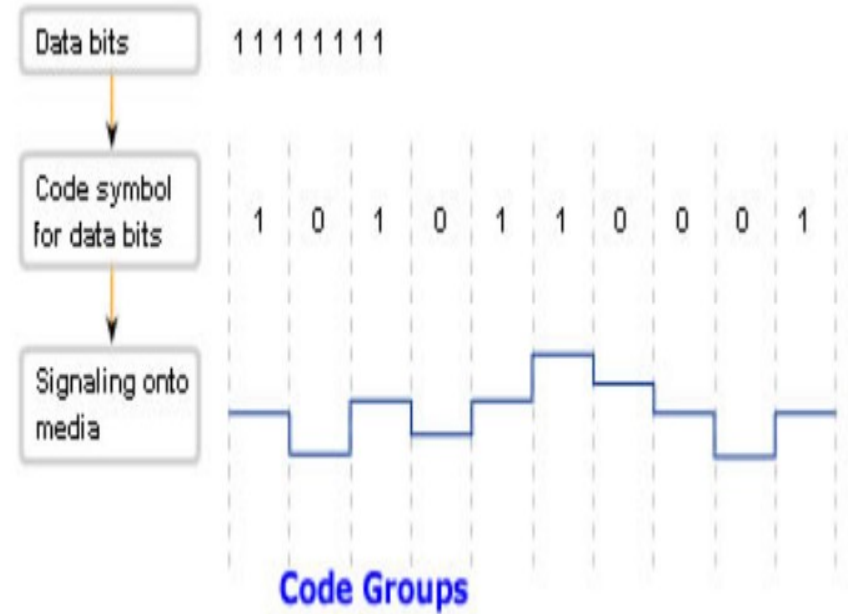 Data bits
1 1 1 1 1 1 1 1
Code symbol
for data bits
1 0 1 0 1 1 0 0 0 1
Signaling onto
media
Code Groups